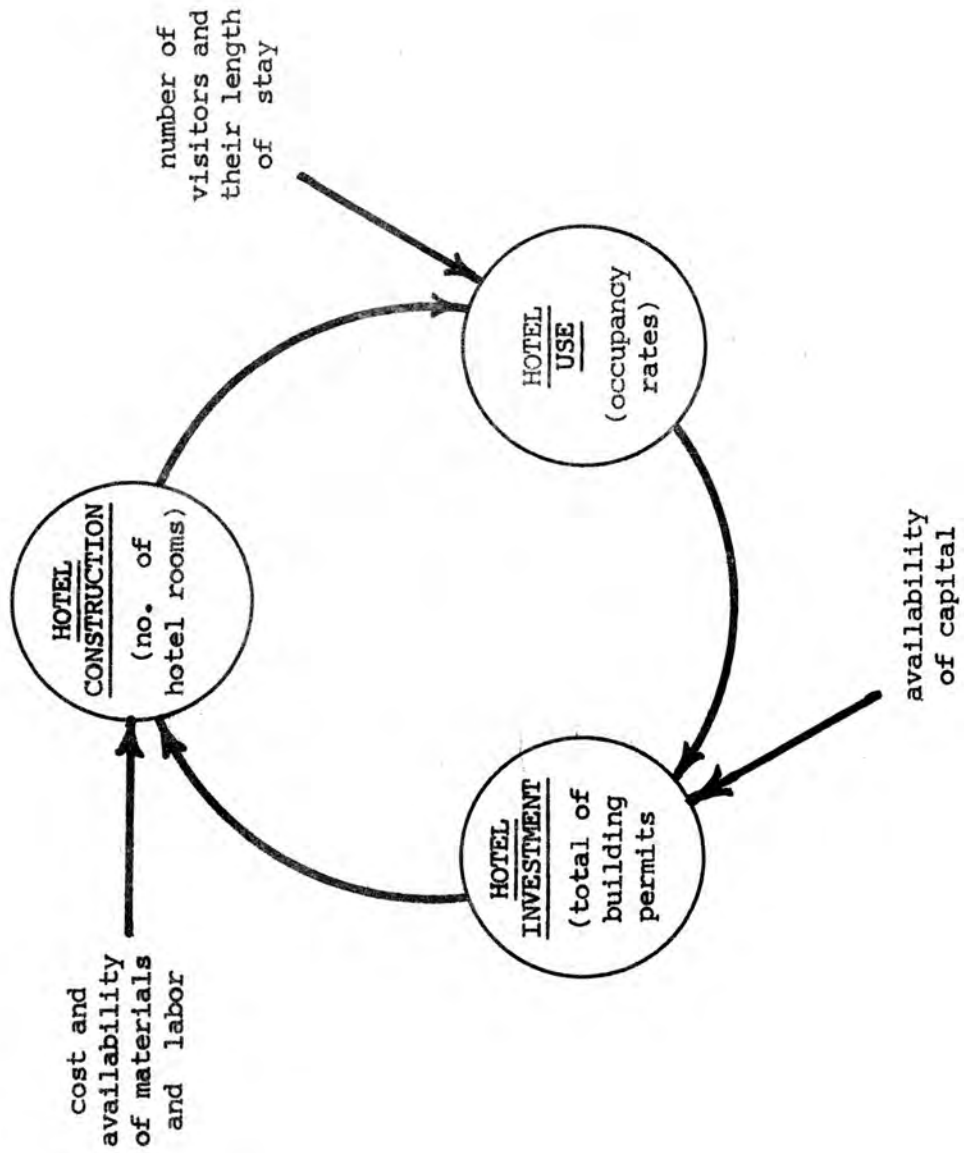 cost and
availability
of materials
and labor
HOTEL
CONSTRUCTION
(no. of
hotel rooms)
number of
visitors and
their length
of stay
HOTEL
INVESTMENT
(total of
building
permits
HOTEL
USE
(occupancy
rates)
availability
of capital